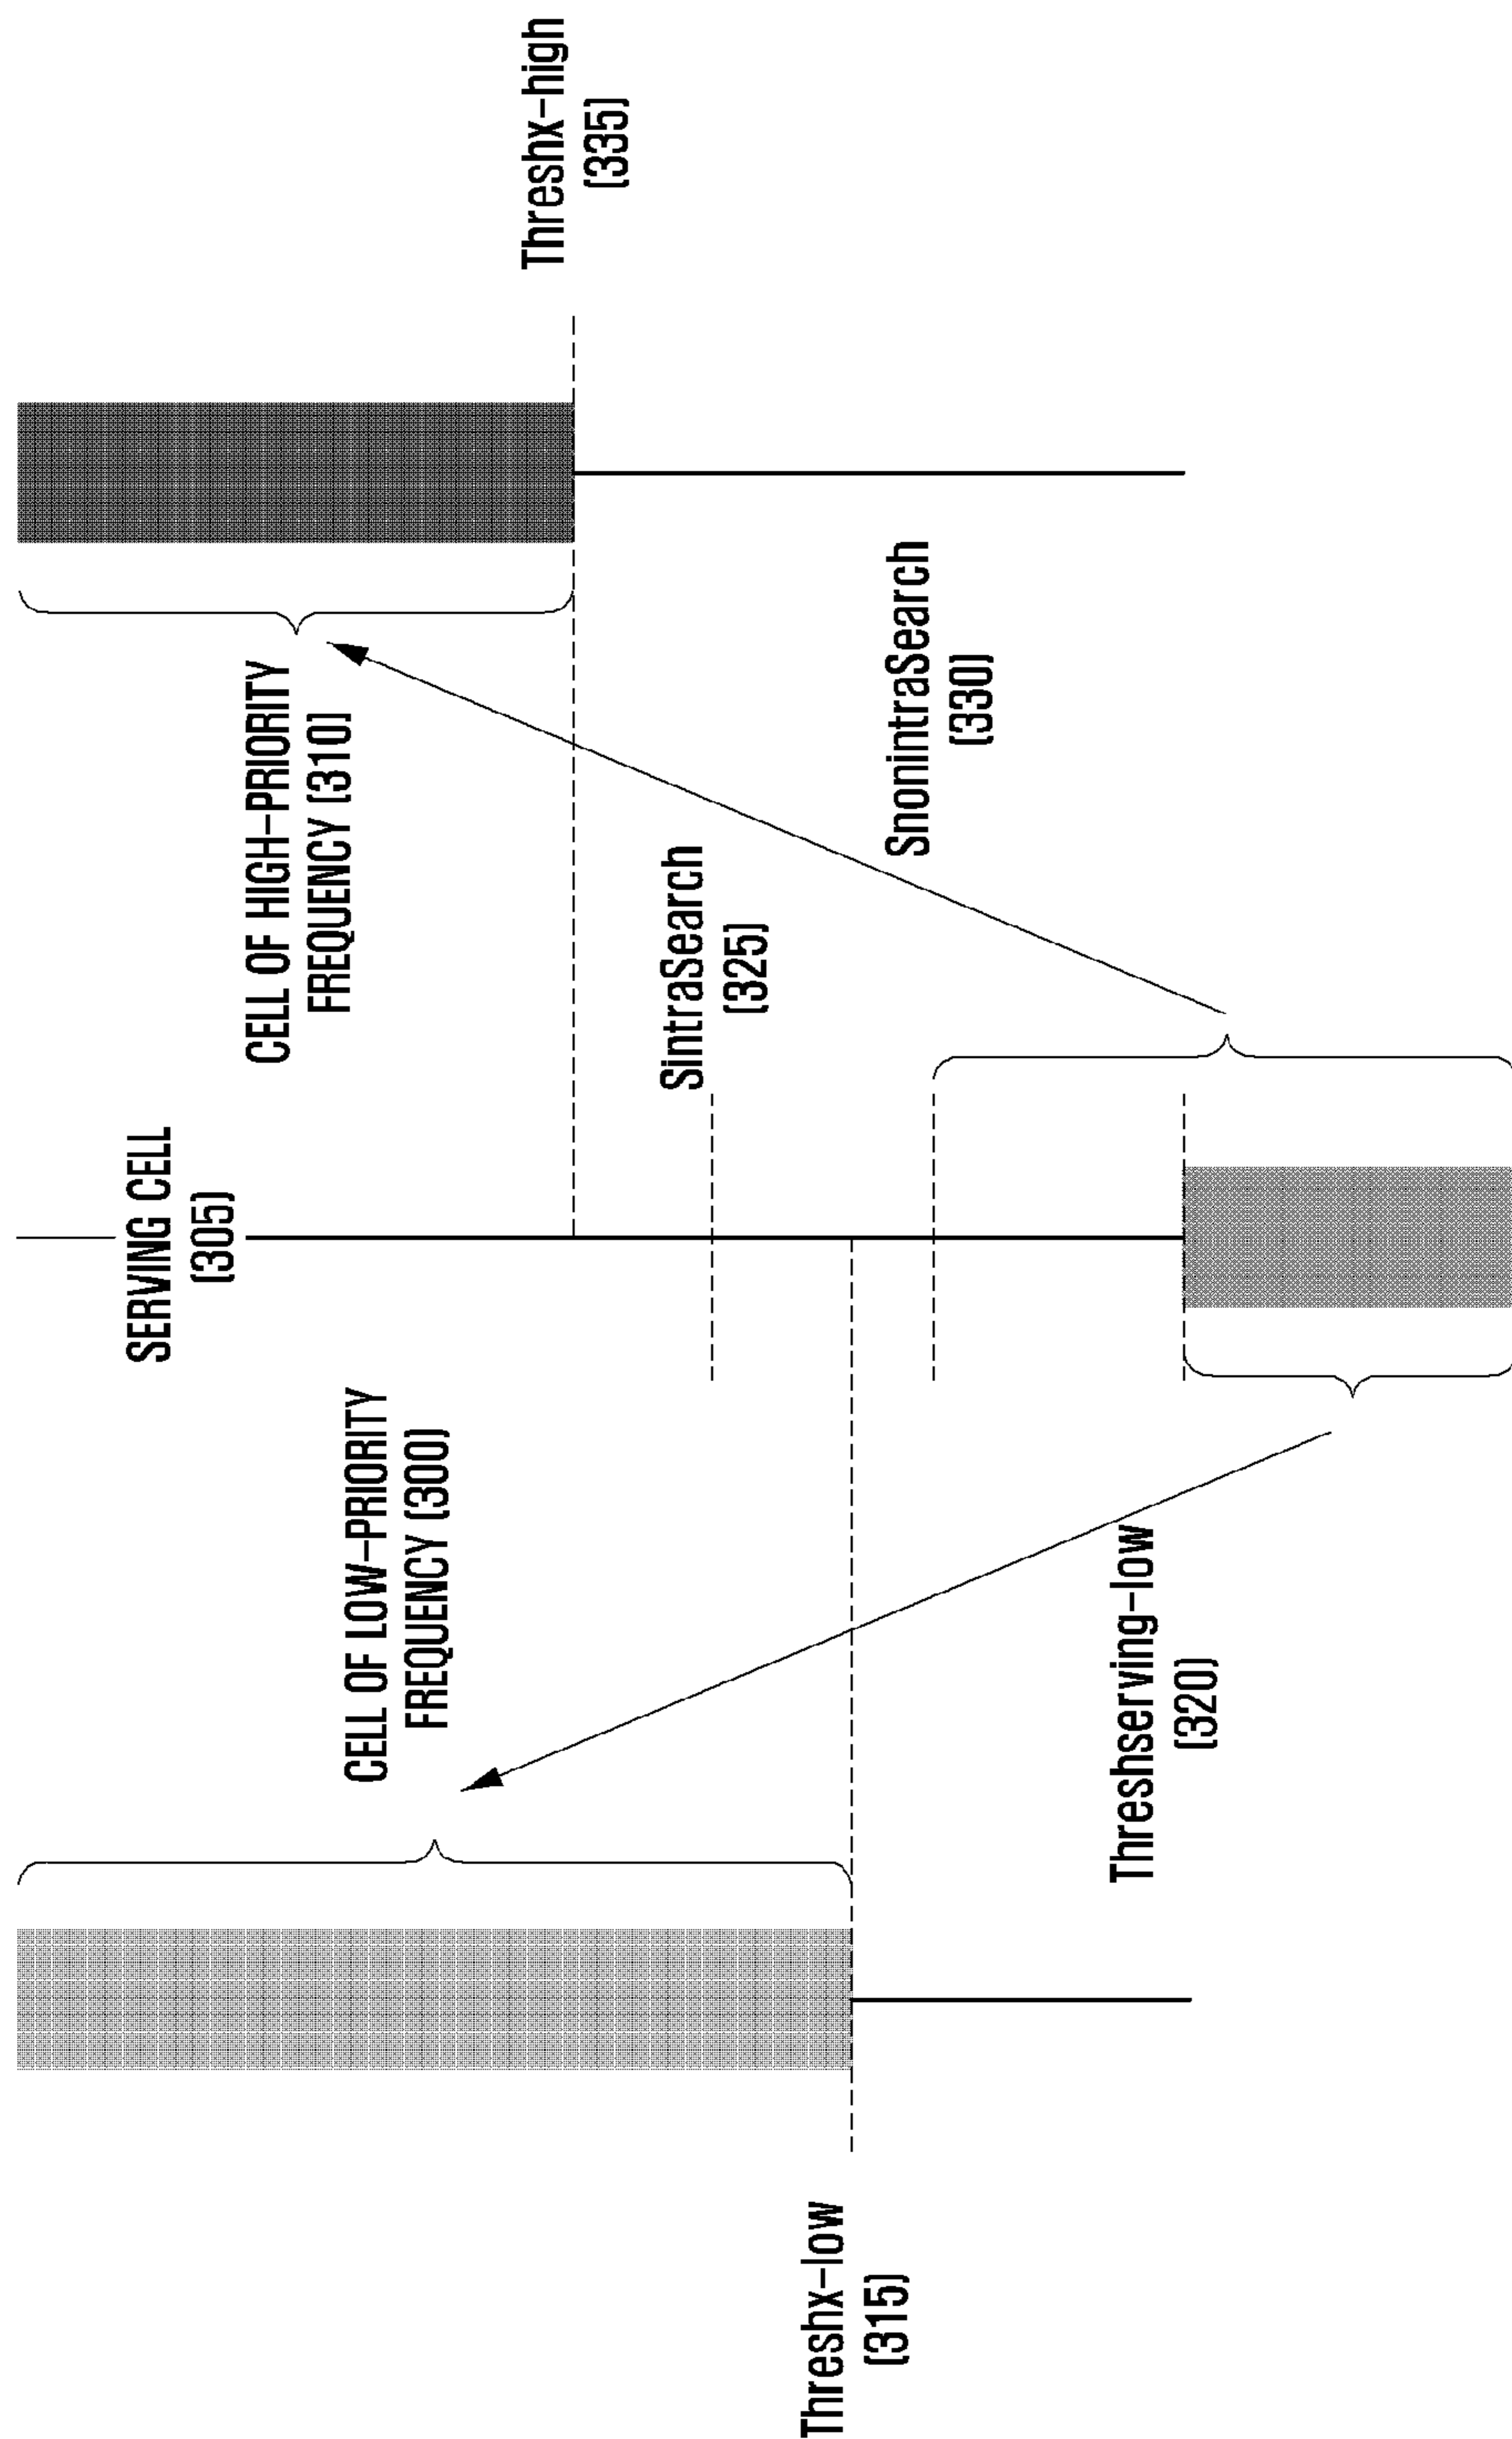 SERVING CELL
(305)
CELL OF HIGH-PRIORITY
FREQUENCY (310)
CELL OF LOW-PRIORITY
FREQUENCY (300)
Threshx-high
(335)
SintraSearch
(325)
Threshx-low
(315)
SnonintraSearch
(330)
Threshserving-low
(320)